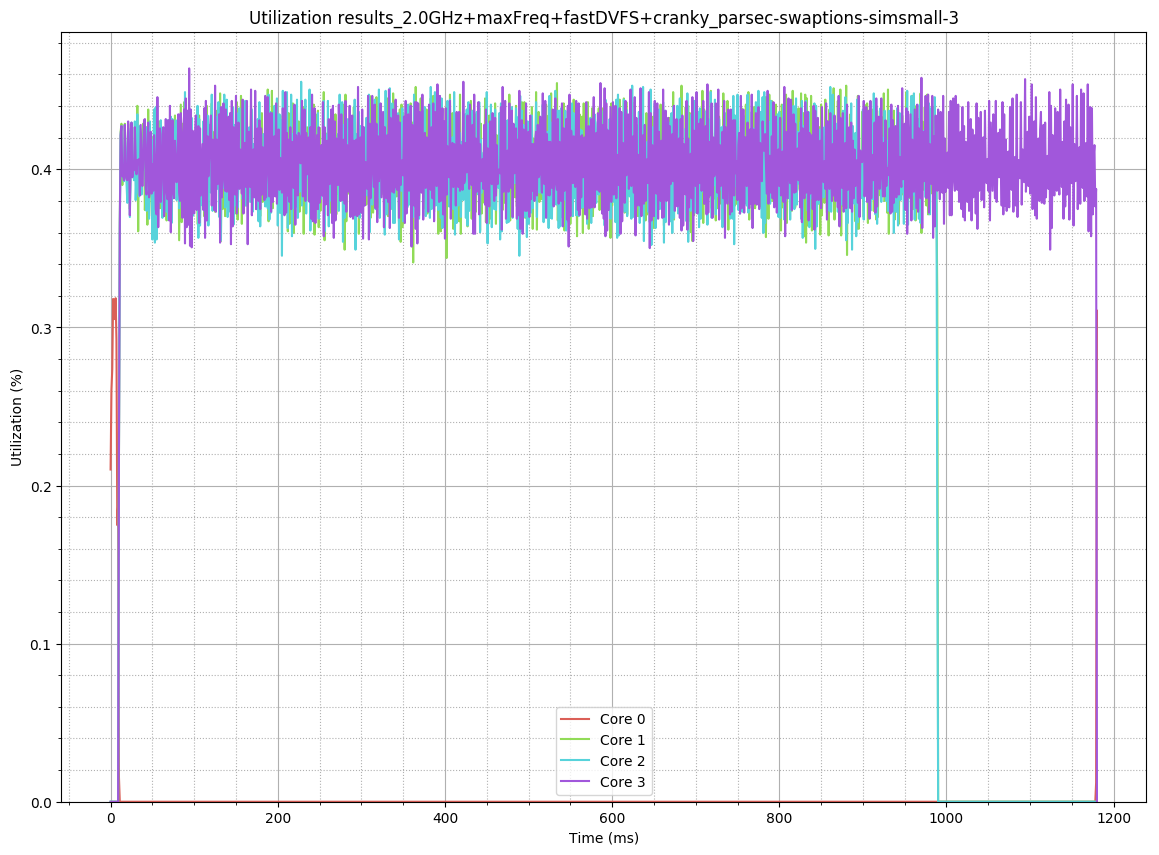 Utilization results_2.0GHz+maxFreq+fastDVFS+cranky_parsec-swaptions-simsmall-3
Utilization (%)
0.4
0.3
0.2
0.1
0.0
Core 0
Core 1
Core 2
Core 3
0 200 400 600 800 1000 1200
Time (ms)